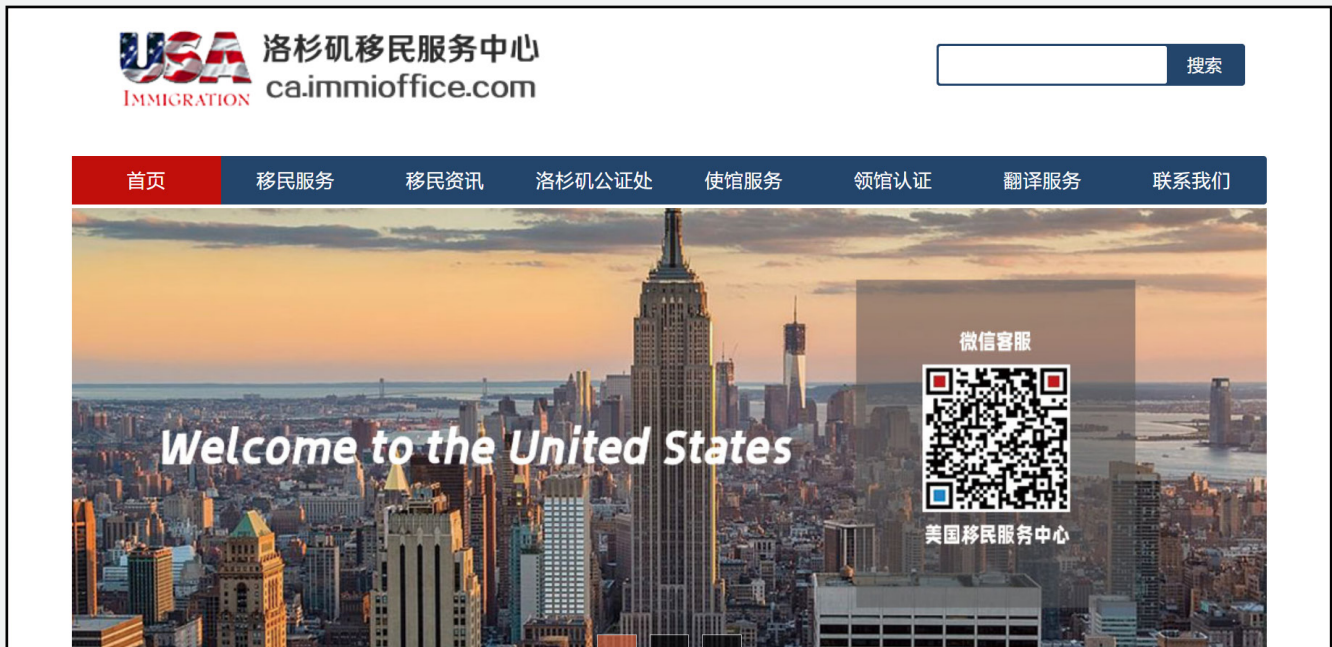 USA
IMMIGRATION
洛杉矶移民服务中心
ca.immioffice.com
搜索
首页 移民服务 移民资讯 洛杉矶公证处 使馆服务 领馆认证 翻译服务 联系我们
微信客服
Welcome to the United States
美国移民服务中心